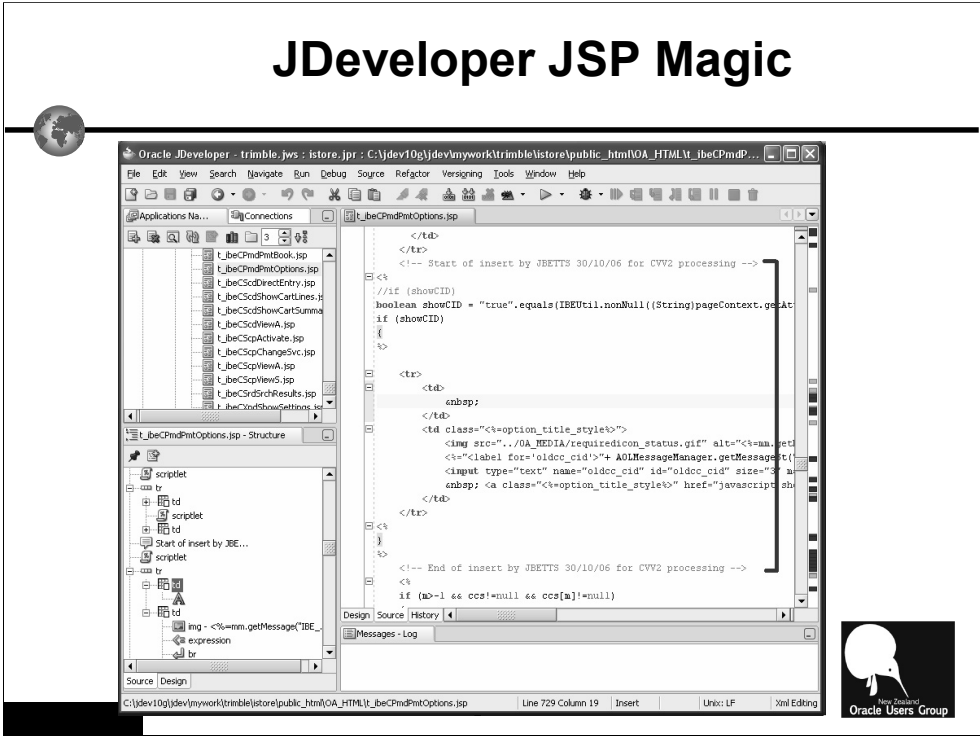 JDeveloper JSP Magic
Oracle JDeveloper - trimble.jws : istore.jpr : C:\jdev10g\jdev\mywork\trimble\istore\public_html\OA_HTML\t_ibeCPmdP...
File Edit View Search Navigate Run Debug Source Refactor Versioning Tools Window Help
3
Applications Na... Connections
t_ibeCPmdPmtBook.jsp
t_ibeCPmdPmtOptions.jsp
t_ibeCScdDirectEntry.jsp
t_ibeCScdShowCartLines.js
t_ibeCScdShowCartSumma
t_ibeCScdViewA.jsp
t_ibeCScpActivate.jsp
t_ibeCScpChangeSvc.jsp
t_ibeCScpViewA.jsp
t_ibeCScpViewS.jsp
t_ibeCSrdSrchResults.jsp
t_ibeCXpdShowSettings.jsp
t_ibeCPmdPmtOptions.jsp - Structure
scriptlet
tr
td
scriptlet
td
Start of insert by JBE...
scriptlet
tr
td
td
img - <%=mm.getMessage("IBE_
expression
br
Source Design
t_ibeCPmdPmtOptions.jsp
</td>
</tr>
<!-- Start of insert by JBETTS 30/10/06 for CVV2 processing -->
<%
//if (showCID)
boolean showCID = "true".equals(IBEUtil.nonNull((String)pageContext.getAt
if (showCID)
{
%>
<tr>
<td>
&nbsp;
</td>
<td class="<%=option_title_style%>">
<img src="../OA_MEDIA/requiredicon_status.gif" alt="<%=mm.get
<%="<label for='oldcc_cid'>"+ AOLMessageManager.getMessageSt("
<input type="text" name="oldcc_cid" id="oldcc_cid" size="3" m
&nbsp; <a class="<%=option_title_style%>" href="javascript:sh
</td>
</tr>
<%
}
%>
<!-- End of insert by JBETTS 30/10/06 for CVV2 processing -->
<%
if (m>-1 && ccs!=null && ccs[m]!=null)
Design Source History
Messages - Log
C:\jdev10g\jdev\mywork\trimble\istore\public_html\OA_HTML\t_ibeCPmdPmtOptions.jsp Line 729 Column 19 Insert Unix: LF Xml Editing
New Zealand
Oracle Users Group